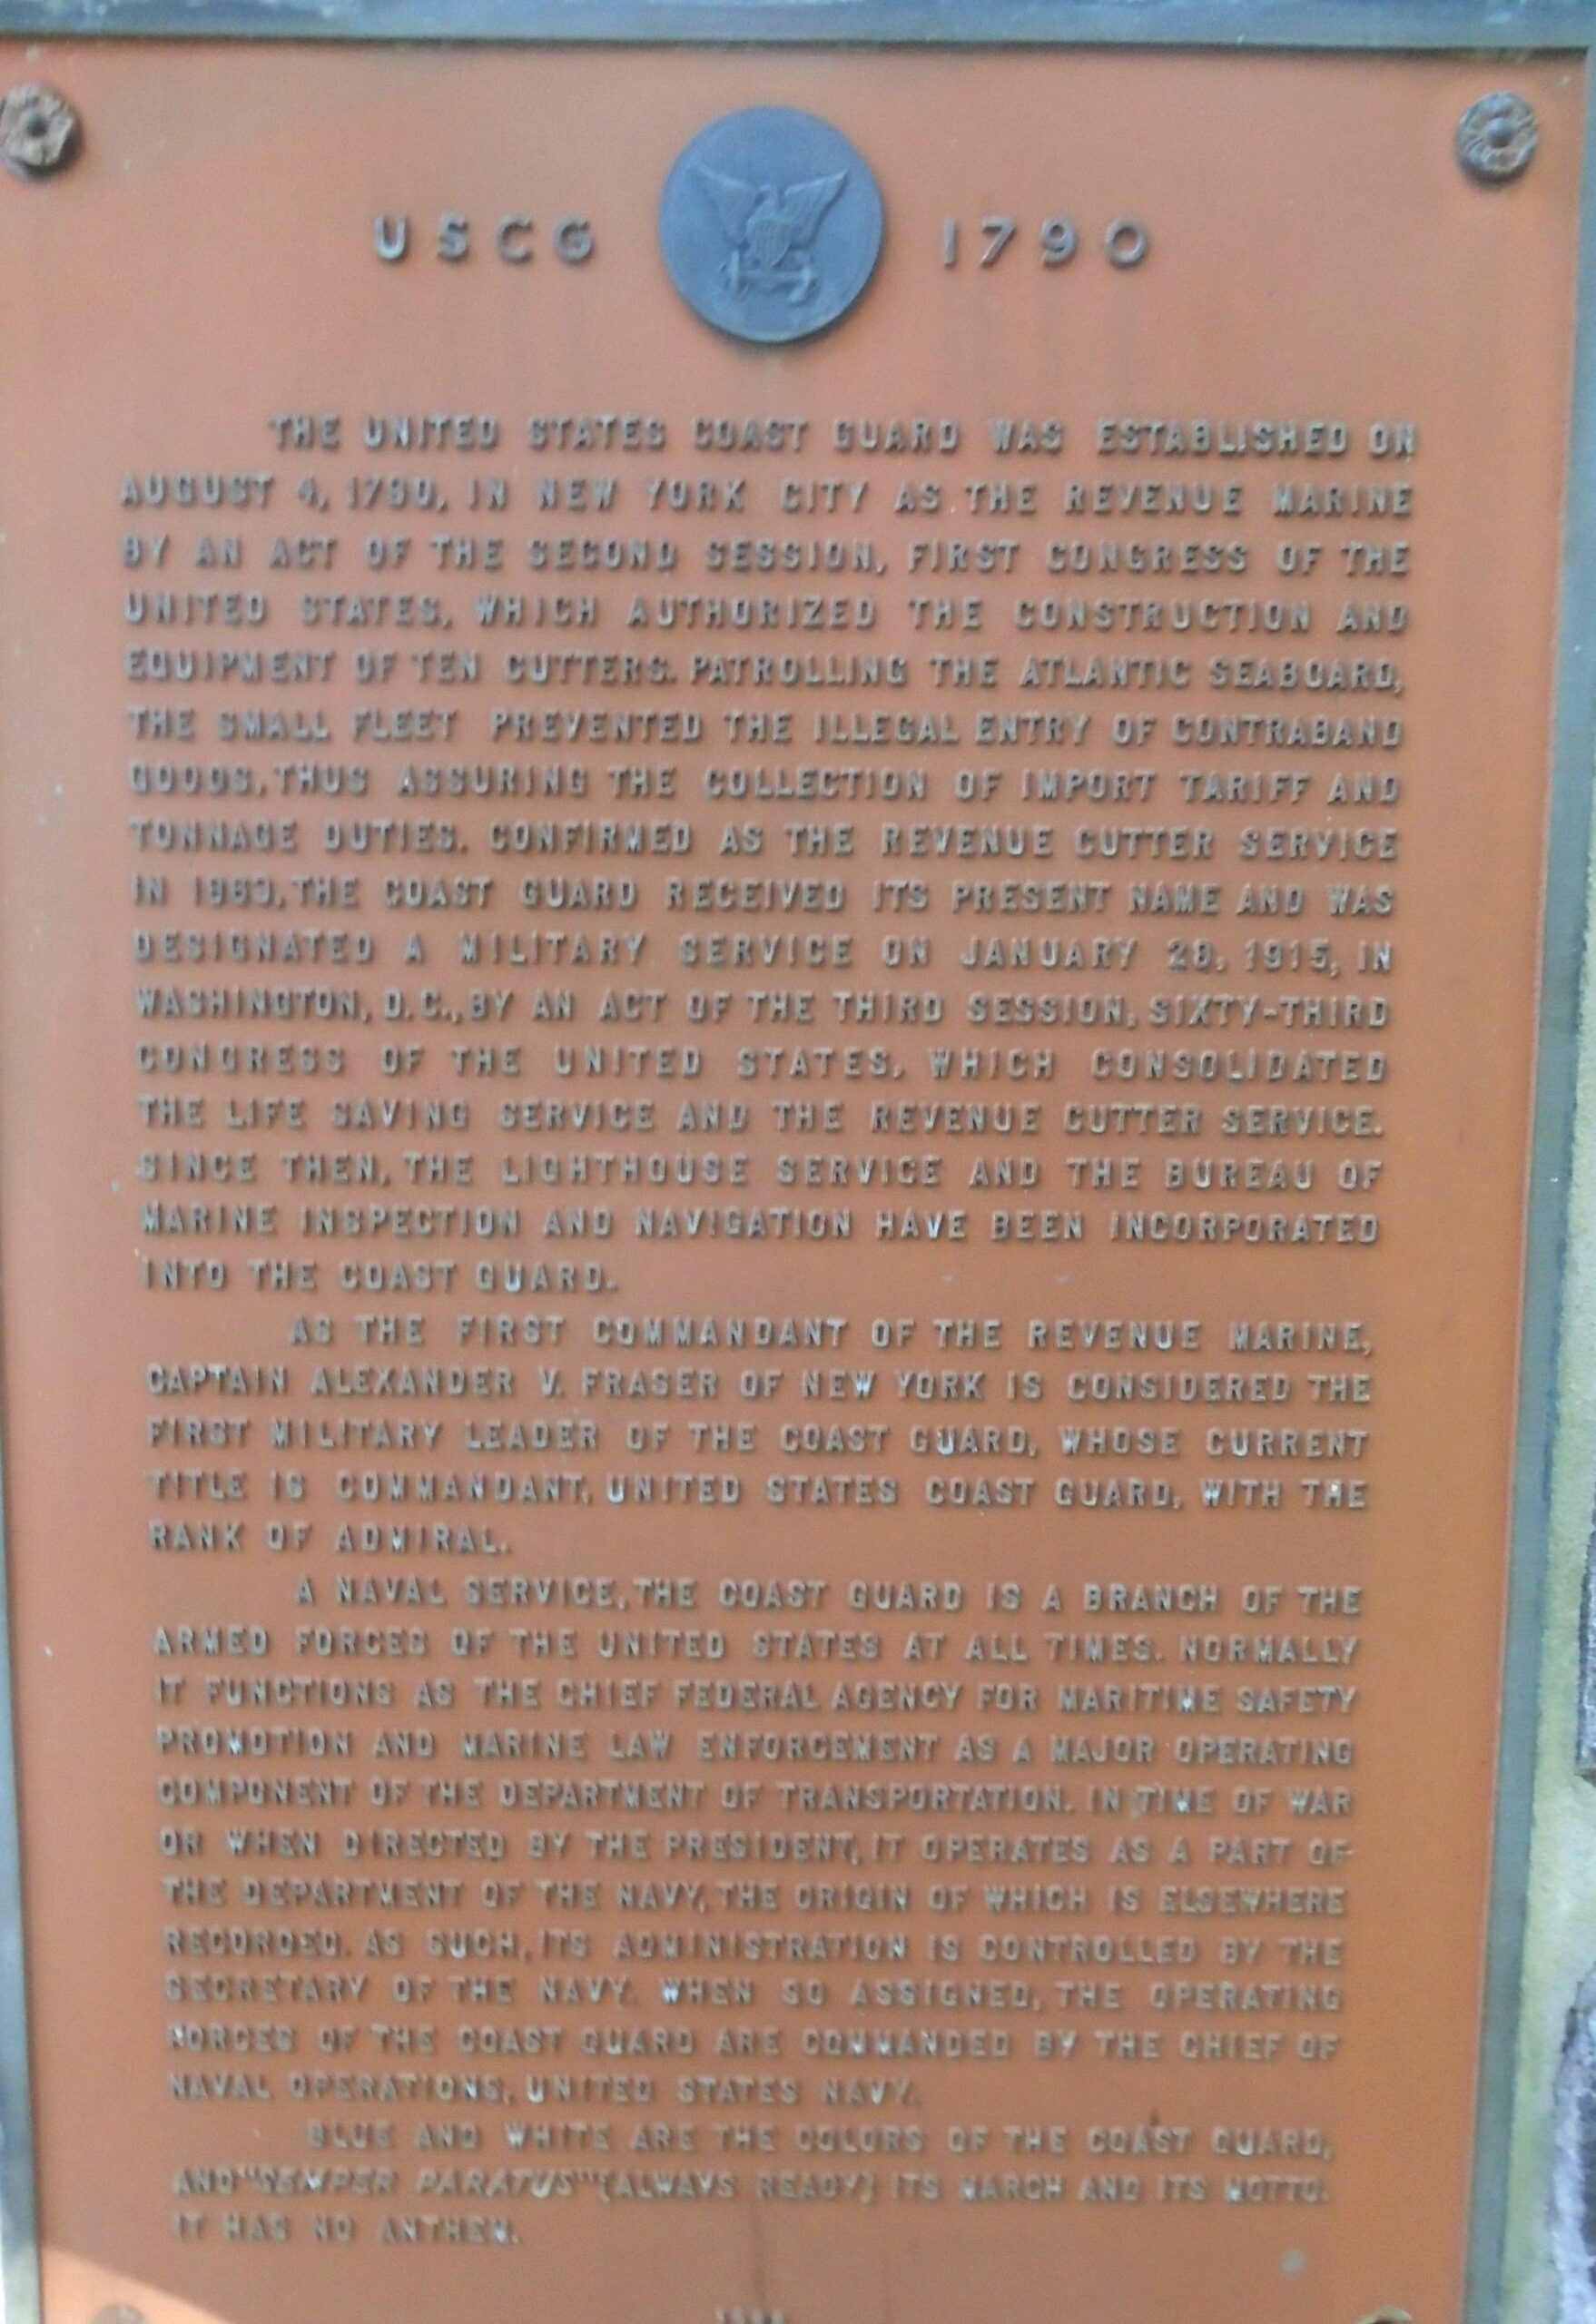 USCG 1790
THE UNITED STATES COAST GUARD WAS ESTABLISHED ON
AUGUST 4, 1790, IN NEW YORK CITY AS THE REVENUE MARINE
BY AN ACT OF THE SECOND SESSION, FIRST CONGRESS OF THE
UNITED STATES, WHICH AUTHORIZED THE CONSTRUCTION AND
EQUIPMENT OF TEN CUTTERS. PATROLLING THE ATLANTIC SEABOARD,
THE SMALL FLEET PREVENTED THE ILLEGAL ENTRY OF CONTRABAND
GOODS, THUS ASSURING THE COLLECTION OF IMPORT TARIFF AND
TONNAGE DUTIES. CONFIRMED AS THE REVENUE CUTTER SERVICE
IN 1863, THE COAST GUARD RECEIVED ITS PRESENT NAME AND WAS
DESIGNATED A MILITARY SERVICE ON JANUARY 28, 1915, IN
WASHINGTON, D.C., BY AN ACT OF THE THIRD SESSION, SIXTY-THIRD
CONGRESS OF THE UNITED STATES, WHICH CONSOLIDATED
THE LIFE SAVING SERVICE AND THE REVENUE CUTTER SERVICE.
SINCE THEN, THE LIGHTHOUSE SERVICE AND THE BUREAU OF
MARINE INSPECTION AND NAVIGATION HAVE BEEN INCORPORATED
INTO THE COAST GUARD.
AS THE FIRST COMMANDANT OF THE REVENUE MARINE,
CAPTAIN ALEXANDER V. FRASER OF NEW YORK IS CONSIDERED THE
FIRST MILITARY LEADER OF THE COAST GUARD, WHOSE CURRENT
TITLE IS COMMANDANT, UNITED STATES COAST GUARD, WITH THE
RANK OF ADMIRAL.
A NAVAL SERVICE, THE COAST GUARD IS A BRANCH OF THE
ARMED FORCES OF THE UNITED STATES AT ALL TIMES. NORMALLY
IT FUNCTIONS AS THE CHIEF FEDERAL AGENCY FOR MARITIME SAFETY
PROMOTION AND MARINE LAW ENFORCEMENT AS A MAJOR OPERATING
COMPONENT OF THE DEPARTMENT OF TRANSPORTATION. IN TIME OF WAR
OR WHEN DIRECTED BY THE PRESIDENT, IT OPERATES AS A PART OF
THE DEPARTMENT OF THE NAVY, THE ORIGIN OF WHICH IS ELSEWHERE
RECORDED. AS SUCH, ITS ADMINISTRATION IS CONTROLLED BY THE
SECRETARY OF THE NAVY. WHEN SO ASSIGNED, THE OPERATING
FORCES OF THE COAST GUARD ARE COMMANDED BY THE CHIEF OF
NAVAL OPERATIONS, UNITED STATES NAVY.
BLUE AND WHITE ARE THE COLORS OF THE COAST GUARD,
AND "SEMPER PARATUS" (ALWAYS READY) ITS MARCH AND ITS MOTTO.
IT HAS NO ANTHEM.